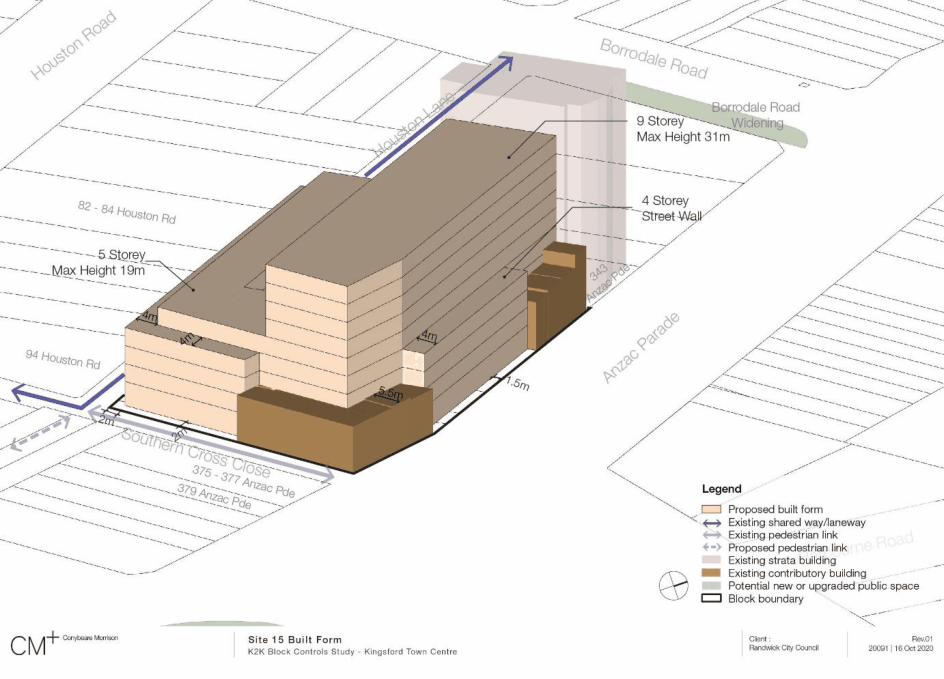 Houston Road
Borrodale Road
Houston Lane
Borrodale Road
Widening
9 Storey
Max Height 31m
4 Storey
Street Wall
82 - 84 Houston Rd
5 Storey
Max Height 19m
343
Anzac Pde
4m
4m
4m
Anzac Parade
94 Houston Rd
5.5m
1.5m
2m
2m
Southern Cross Close
375 - 377 Anzac Pde
379 Anzac Pde
Legend
Proposed built form
Existing shared way/laneway
Existing pedestrian link
Proposed pedestrian link
Existing strata building
Existing contributory building
Potential new or upgraded public space
Block boundary
Road
CM+
Conybeare Morrison
Site 15 Built Form
K2K Block Controls Study - Kingsford Town Centre
Client :
Randwick City Council
Rev.01
20091 | 16 Oct 2020